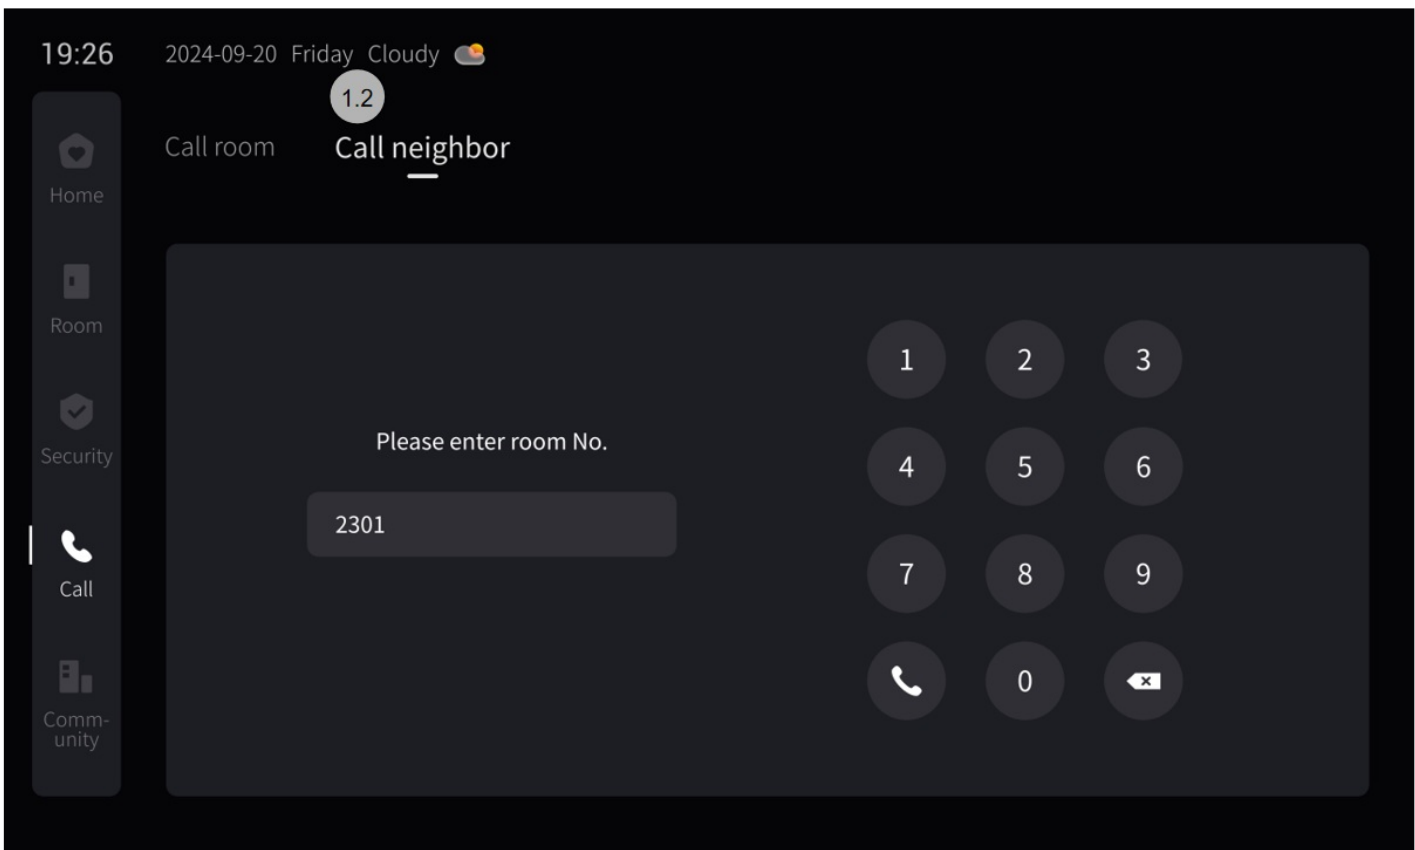 19:26
2024-09-20 Friday Cloudy
1.2
Call room
Call neighbor
Home
Room
Security
Call
Comm-
unity
Please enter room No.
2301
1 2 3
4 5 6
7 8 9
0